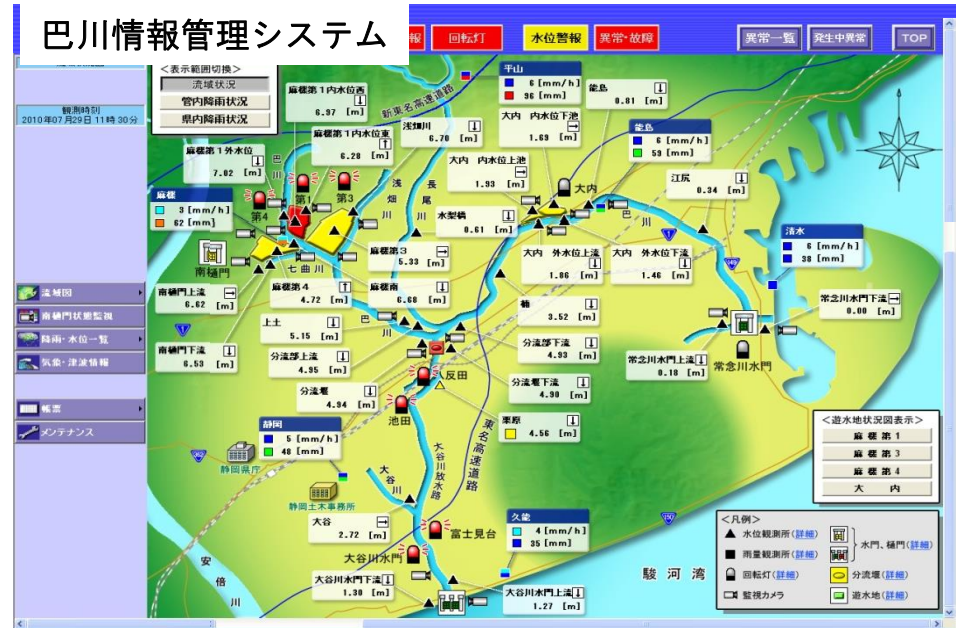 巴川情報管理システム
報
回転灯
水位警報
異常・故障
異常一覧
発生中異常
TOP
観測時刻
2010年07月29日 11時30分
流域図
南樋門状態監視
降雨・水位一覧
気象・津波情報
帳票
メンテナンス
<表示範囲切換>
流域状況
管内降雨状況
県内降雨状況
麻機第1内水位西 ↓
6.97 [m]
新東名高速道路
平山
6 [mm/h]
96 [mm]
能島 ↓
0.81 [m]
麻機第1内水位東 ↑
6.28 [m]
浅畑川 ↓
6.70 [m]
大内 内水位下池 →
1.69 [m]
能島
6 [mm/h]
59 [mm]
麻機第1外水位 ↓
7.02 [m]
巴川
大内 内水位上池 →
1.93 [m]
大内
江尻 ↓
0.34 [m]
麻機
3 [mm/h]
62 [mm]
第4
第1
第3
浅畑川
長尾川
水梨橋 ↓
0.61 [m]
巴川
1
149
清水
6 [mm/h]
38 [mm]
南樋門
七曲川
麻機第3 →
5.33 [m]
大内 外水位上流 ↓
1.86 [m]
大内 外水位下流 ↓
1.46 [m]
南樋門上流 →
6.62 [m]
麻機第4 ↑
4.72 [m]
麻機南 ↓
6.68 [m]
楠 ↓
3.52 [m]
常念川水門下流 →
0.00 [m]
1
上土 ↓
5.15 [m]
巴川
分流部下流 ↓
4.93 [m]
南樋門下流 ↓
6.53 [m]
分流部上流 ↓
4.95 [m]
常念川水門上流 ↓
0.18 [m]
常念川水門
八反田
分流堰 ↓
4.94 [m]
分流堰下流 ↓
4.90 [m]
池田
栗原 ↓
4.56 [m]
静岡
5 [mm/h]
48 [mm]
東名高速道路
大谷川放水路
362
静岡県庁
大谷川
静岡土木事務所
150
大谷 →
2.72 [m]
富士見台
久能
4 [mm/h]
35 [mm]
大谷川水門
安倍川
大谷川水門下流 ↓
1.30 [m]
大谷川水門上流 ↓
1.27 [m]
駿河湾
<遊水地状況図表示>
麻機第1
麻機第3
麻機第4
大内
<凡例>
水位観測所(詳細)
雨量観測所(詳細)
水門、樋門(詳細)
回転灯(詳細)
分流堰(詳細)
監視カメラ
遊水地(詳細)